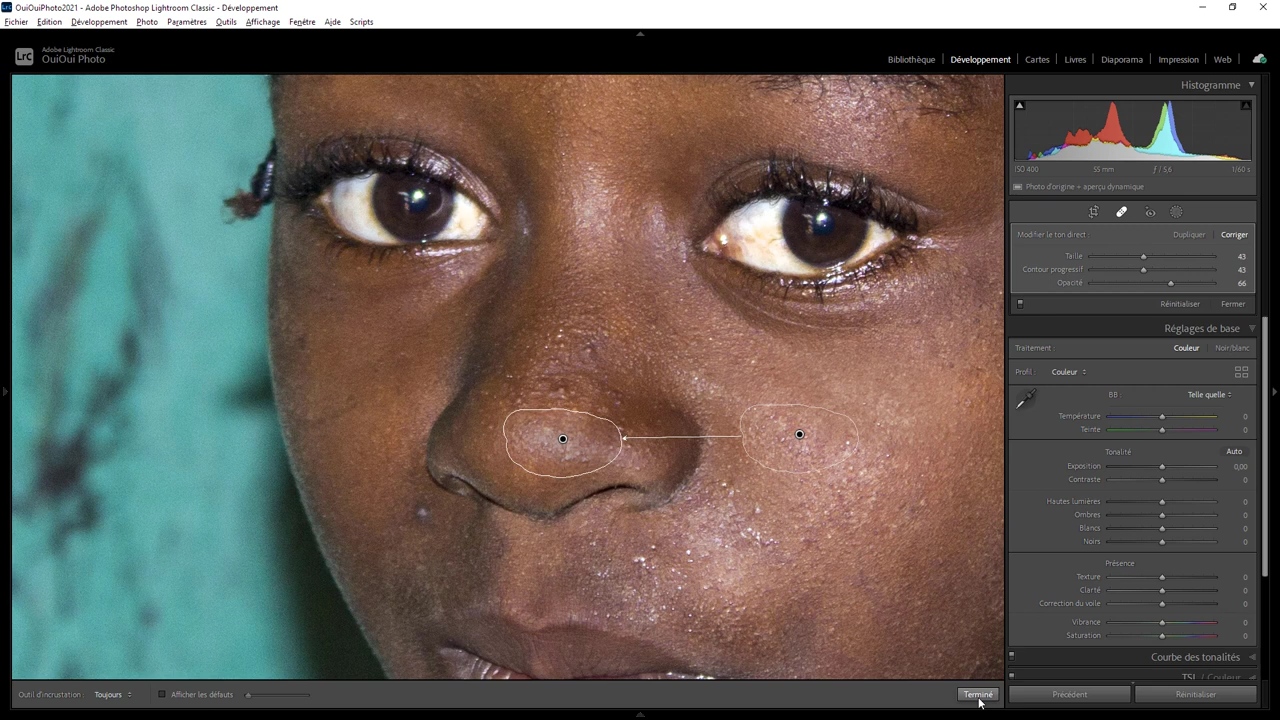 OuiOuiPhoto2021 - Adobe Photoshop Lightroom Classic - Développement
Fichier Edition Développement Photo Paramètres Outils Affichage Fenêtre Aide Scripts
Lrc
Adobe Lightroom Classic
OuiOui Photo
Bibliothèque Développement Cartes Livres Diaporama Impression Web
Histogramme
ISO 400 55 mm ƒ / 5,6 1/60 s
Photo d'origine + aperçu dynamique
Modifier le ton direct : Dupliquer Corriger
Taille 43
Contour progressif 43
Opacité 66
Réinitialiser Fermer
Réglages de base
Traitement : Couleur Noir/blanc
Profil : Couleur
BB : Telle quelle
Température 0
Teinte 0
Tonalité Auto
Exposition 0,00
Contraste 0
Hautes lumières 0
Ombres 0
Blancs 0
Noirs 0
Présence
Texture 0
Clarté 0
Correction du voile 0
Vibrance 0
Saturation 0
Courbe des tonalités
TSL / Couleur
Outil d'incrustation : Toujours Afficher les défauts Terminé
Précédent Réinitialiser